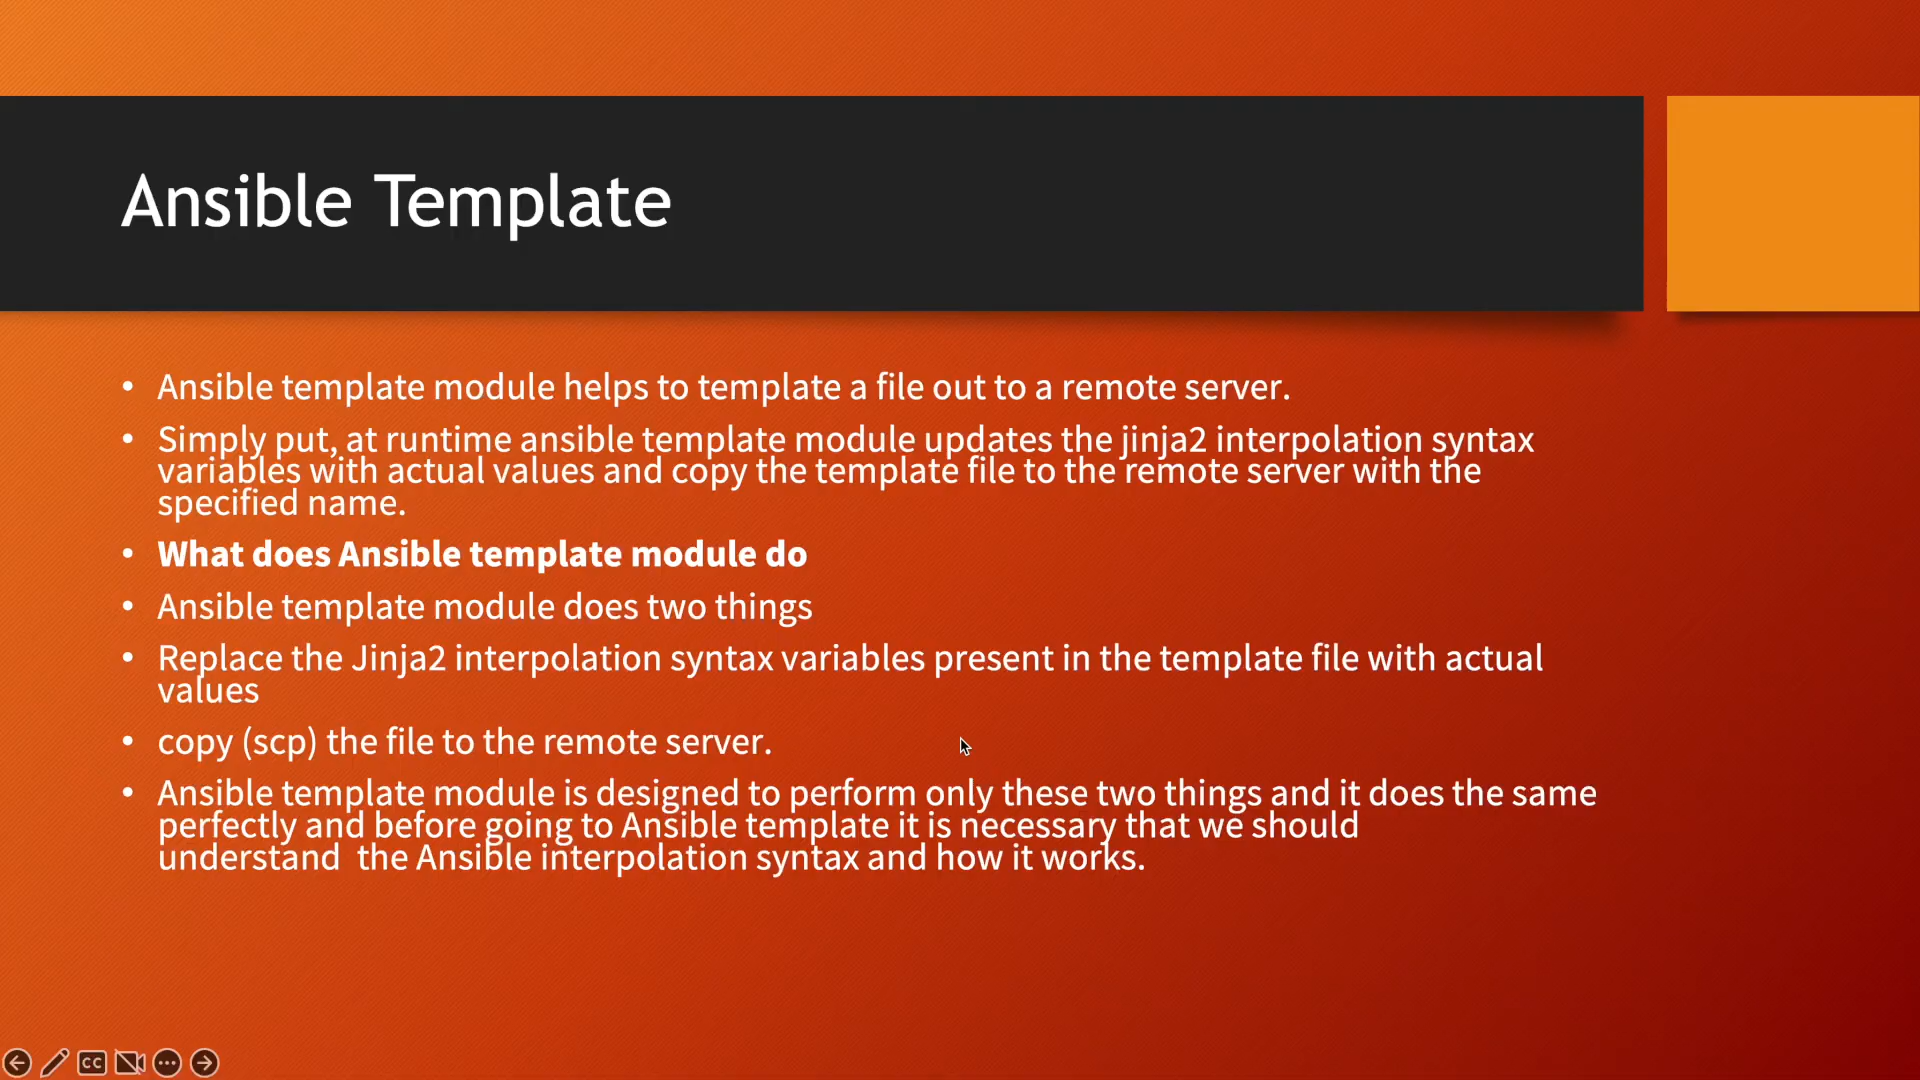 Ansible Template
• Ansible template module helps to template a file out to a remote server.
• Simply put, at runtime ansible template module updates the jinja2 interpolation syntax
variables with actual values and copy the template file to the remote server with the
specified name.
• What does Ansible template module do
• Ansible template module does two things
• Replace the Jinja2 interpolation syntax variables present in the template file with actual
values
• copy (scp) the file to the remote server.
• Ansible template module is designed to perform only these two things and it does the same
perfectly and before going to Ansible template it is necessary that we should
understand  the Ansible interpolation syntax and how it works.
CC